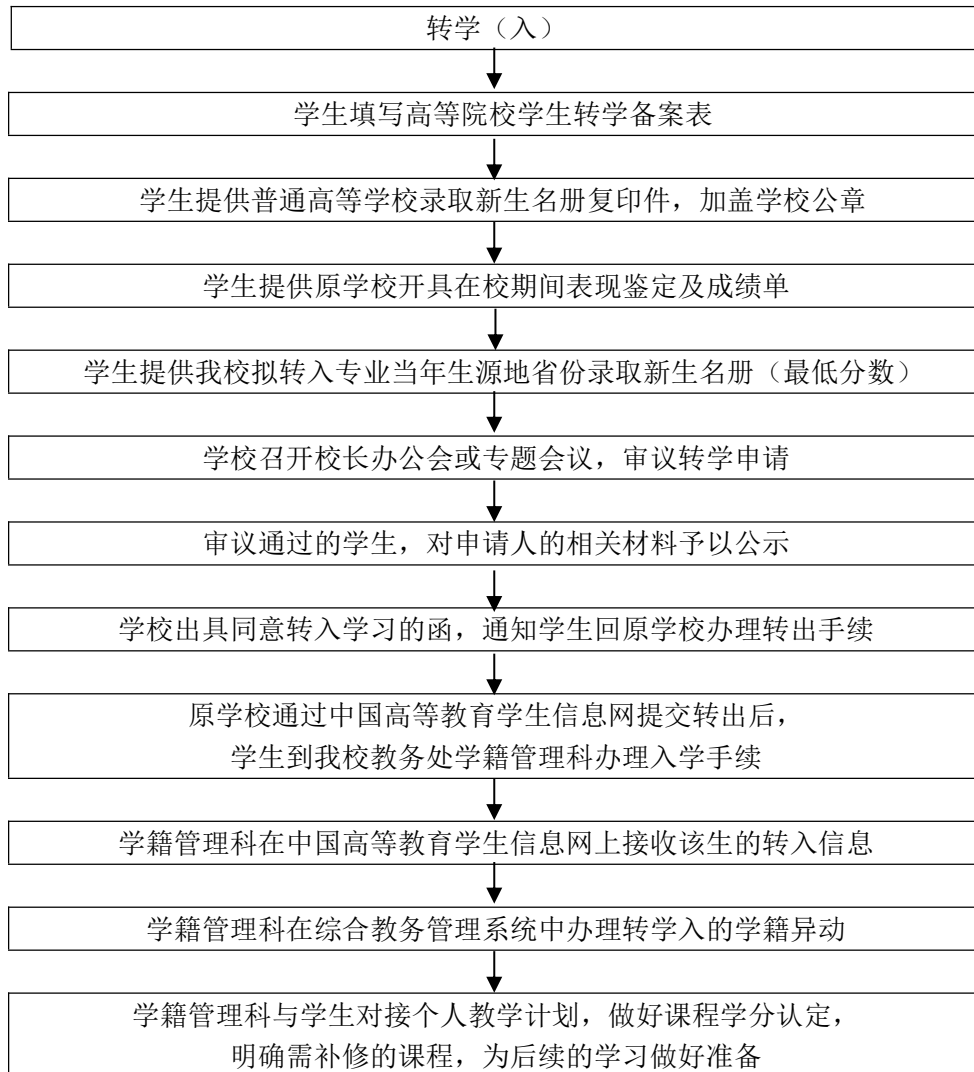 转学（入）
学生填写高等院校学生转学备案表
学生提供普通高等学校录取新生名册复印件，加盖学校公章
学生提供原学校开具在校期间表现鉴定及成绩单
学生提供我校拟转入专业当年生源地省份录取新生名册（最低分数）
学校召开校长办公会或专题会议，审议转学申请
审议通过的学生，对申请人的相关材料予以公示
学校出具同意转入学习的函，通知学生回原学校办理转出手续
原学校通过中国高等教育学生信息网提交转出后，
学生到我校教务处学籍管理科办理入学手续
学籍管理科在中国高等教育学生信息网上接收该生的转入信息
学籍管理科在综合教务管理系统中办理转学入的学籍异动
学籍管理科与学生对接个人教学计划，做好课程学分认定，
明确需补修的课程，为后续的学习做好准备